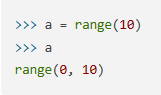 >>> a = range(10)
>>> a
range(0, 10)